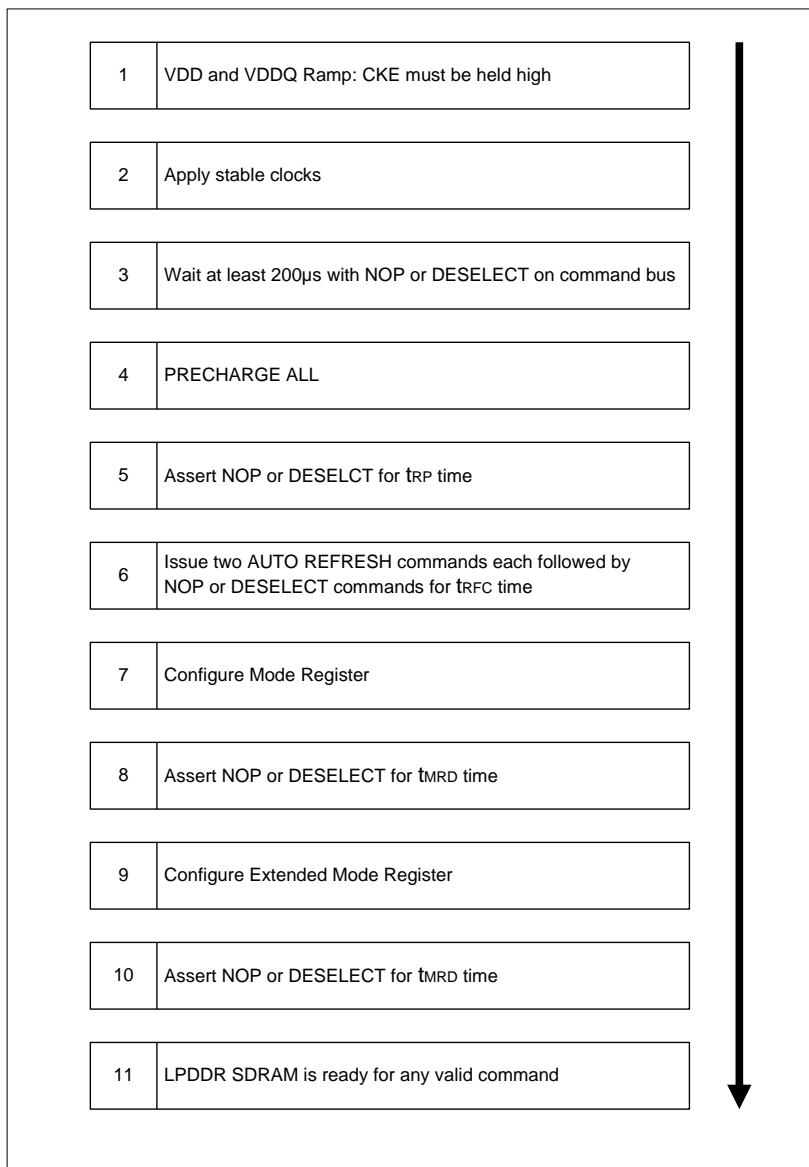 1 VDD and VDDQ Ramp: CKE must be held high
2 Apply stable clocks
3 Wait at least 200µs with NOP or DESELECT on command bus
4 PRECHARGE ALL
5 Assert NOP or DESELCT for tRP time
6 Issue two AUTO REFRESH commands each followed by
NOP or DESELECT commands for tRFC time
7 Configure Mode Register
8 Assert NOP or DESELECT for tMRD time
9 Configure Extended Mode Register
10 Assert NOP or DESELECT for tMRD time
11 LPDDR SDRAM is ready for any valid command